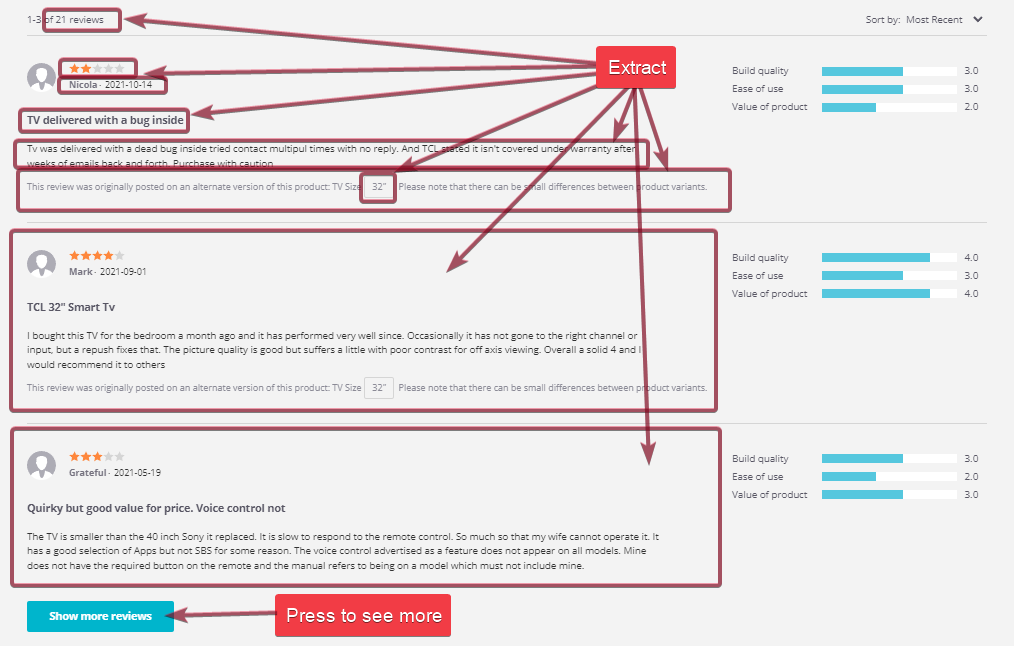 1-3 of 21 reviews
Sort by: Most Recent
Extract
Nicola · 2021-10-14
Build quality 3.0
Ease of use 3.0
Value of product 2.0
TV delivered with a bug inside
Tv was delivered with a dead bug inside tried contact multipul times with no reply. And TCL stated it isn't covered under warranty after
weeks of emails back and forth. Purchase with caution
This review was originally posted on an alternate version of this product: TV Size 32" Please note that there can be small differences between product variants.
Mark · 2021-09-01
Build quality 4.0
Ease of use 3.0
Value of product 4.0
TCL 32" Smart Tv
I bought this TV for the bedroom a month ago and it has performed very well since. Occasionally it has not gone to the right channel or
input, but a repush fixes that. The picture quality is good but suffers a little with poor contrast for off axis viewing. Overall a solid 4 and I
would recommend it to others
This review was originally posted on an alternate version of this product: TV Size 32" Please note that there can be small differences between product variants.
Grateful · 2021-05-19
Build quality 3.0
Ease of use 2.0
Value of product 3.0
Quirky but good value for price. Voice control not
The TV is smaller than the 40 inch Sony it replaced. It is slow to respond to the remote control. So much so that my wife cannot operate it. It
has a good selection of Apps but not SBS for some reason. The voice control advertised as a feature does not appear on all models. Mine
does not have the required button on the remote and the manual refers to being on a model which must not include mine.
Show more reviews
Press to see more